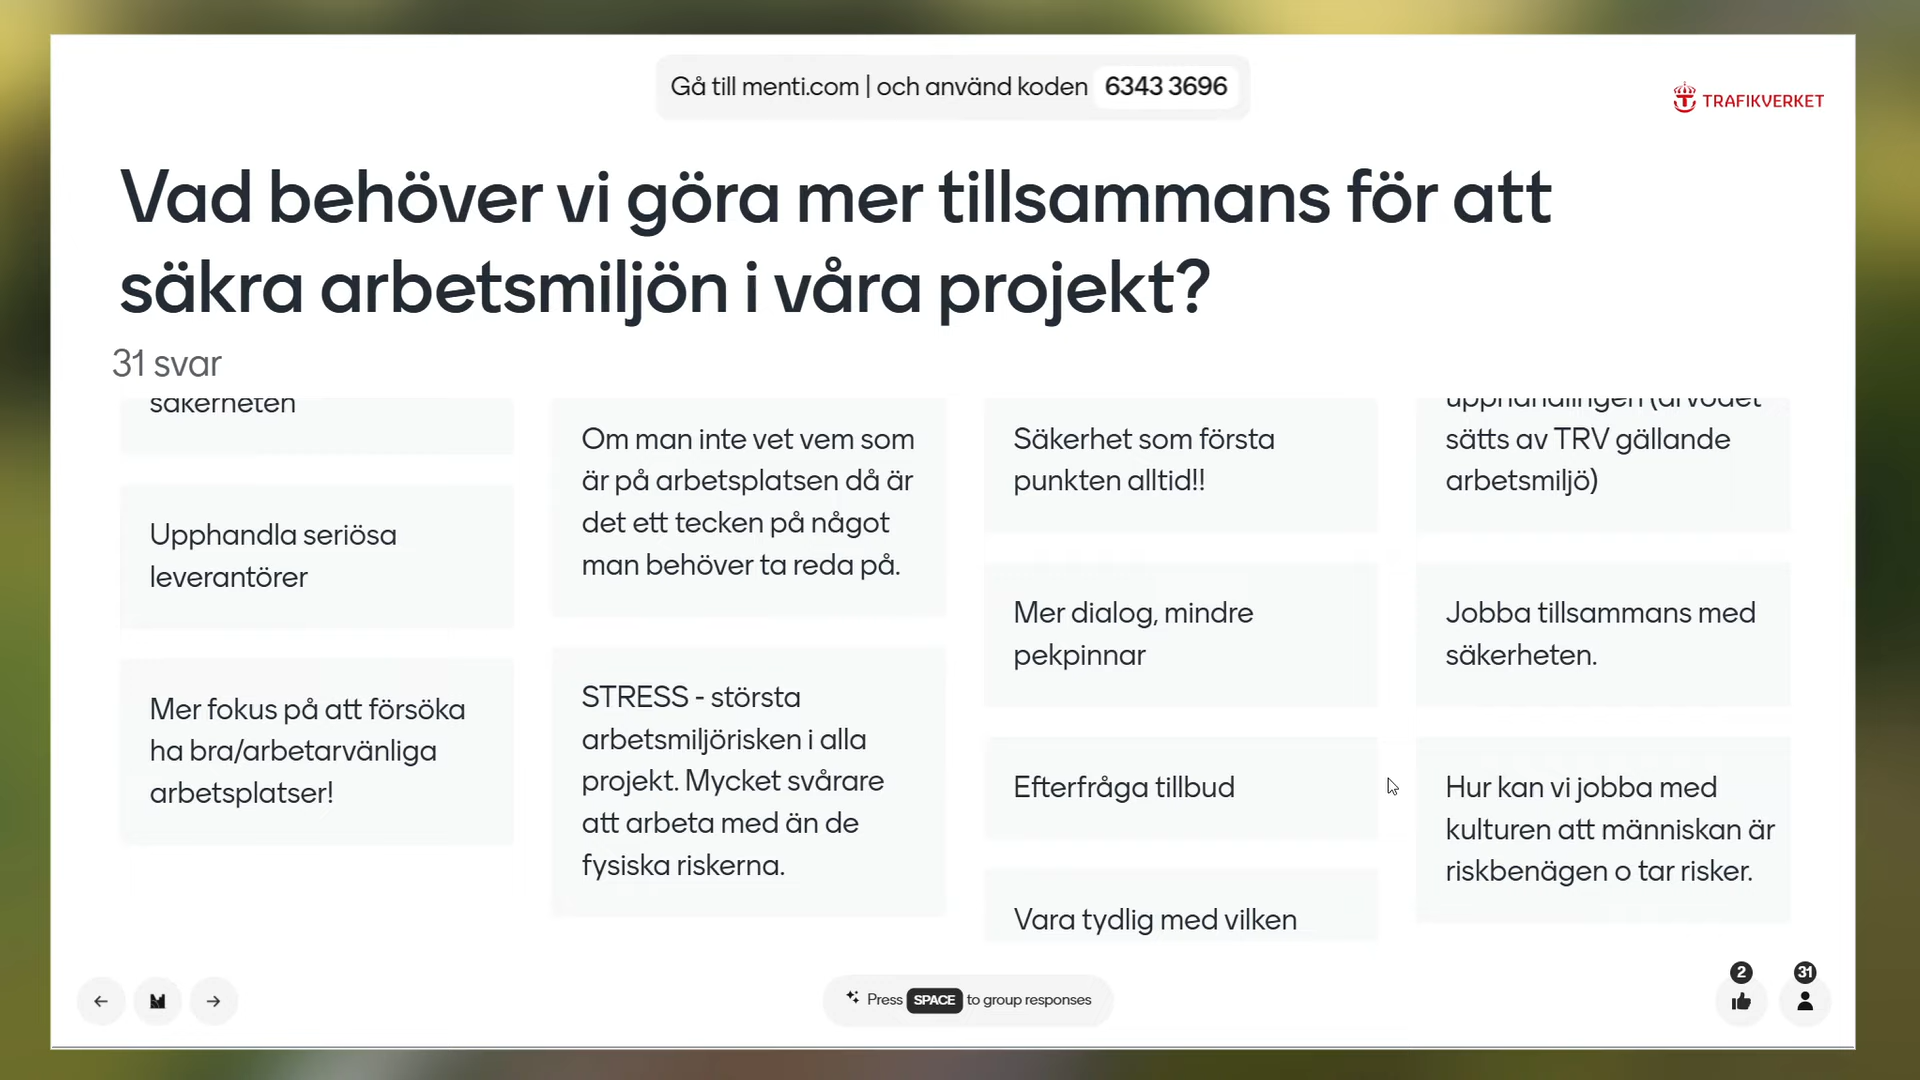 Gå till menti.com | och använd koden 6343 3696
TRAFIKVERKET
Vad behöver vi göra mer tillsammans för att
säkra arbetsmiljön i våra projekt?
31 svar
säkerheten
Upphandla seriösa
leverantörer
Mer fokus på att försöka
ha bra/arbetarvänliga
arbetsplatser!
Om man inte vet vem som
är på arbetsplatsen då är
det ett tecken på något
man behöver ta reda på.
STRESS - största
arbetsmiljörisken i alla
projekt. Mycket svårare
att arbeta med än de
fysiska riskerna.
Säkerhet som första
punkten alltid!!
Mer dialog, mindre
pekpinnar
Efterfråga tillbud
Vara tydlig med vilken
upphandlingen (arvodet
sätts av TRV gällande
arbetsmiljö)
Jobba tillsammans med
säkerheten.
Hur kan vi jobba med
kulturen att människan är
riskbenägen o tar risker.
Press SPACE to group responses
2
31